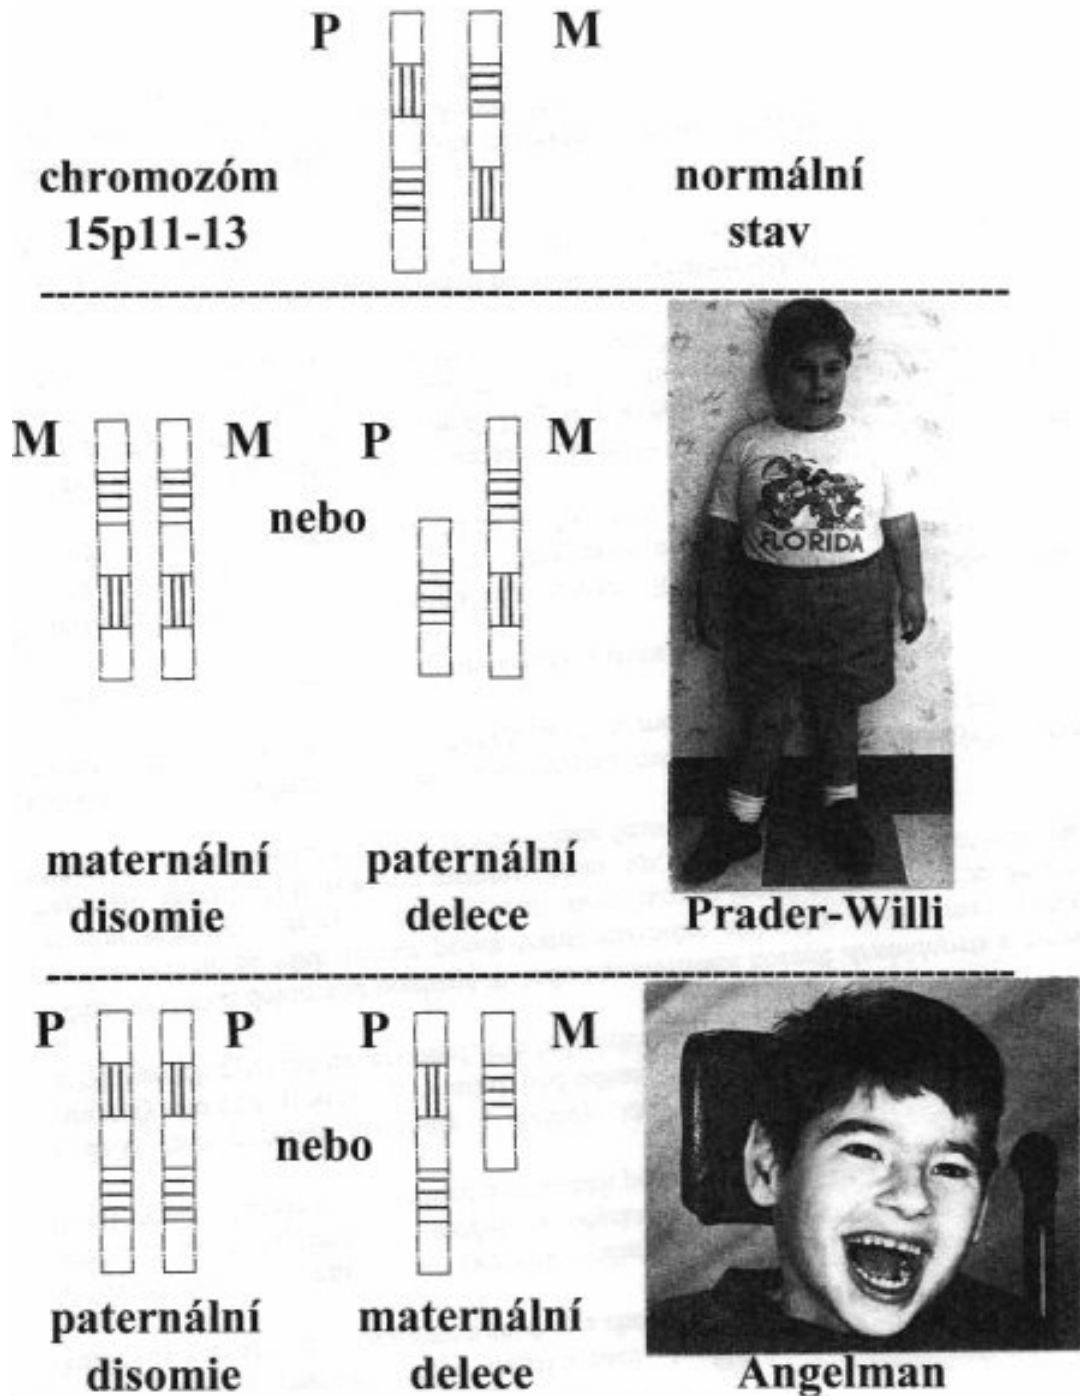 P M
chromozóm
15p11-13
normální
stav
M M P M
nebo
FLORIDA
maternální
disomie
paternální
delece
Prader-Willi
P P P M
nebo
paternální
disomie
maternální
delece
Angelman